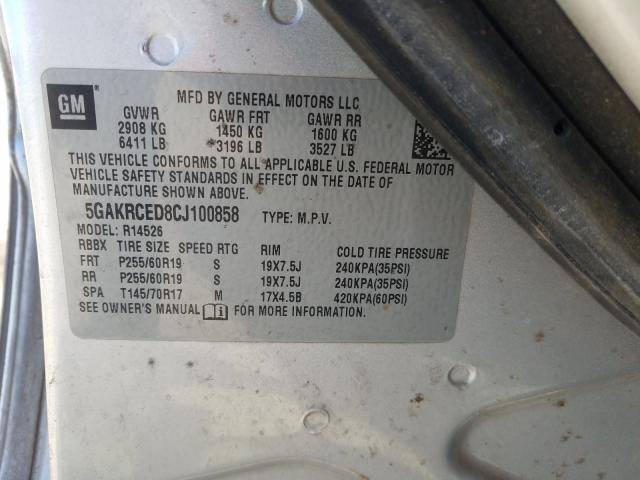 GM
MFD BY GENERAL MOTORS LLC
GVWR GAWR FRT GAWR RR
2908 KG 1450 KG 1600 KG
6411 LB 3196 LB 3527 LB
THIS VEHICLE CONFORMS TO ALL APPLICABLE U.S. FEDERAL MOTOR
VEHICLE SAFETY STANDARDS IN EFFECT ON THE DATE OF
MANUFACTURE SHOWN ABOVE.
5GAKRCED8CJ100858 TYPE: M.P.V.
MODEL: R14526
RBBX TIRE SIZE SPEED RTG RIM COLD TIRE PRESSURE
FRT P255/60R19 S 19X7.5J 240KPA(35PSI)
RR P255/60R19 S 19X7.5J 240KPA(35PSI)
SPA T145/70R17 M 17X4.5B 420KPA(60PSI)
SEE OWNER'S MANUAL FOR MORE INFORMATION.